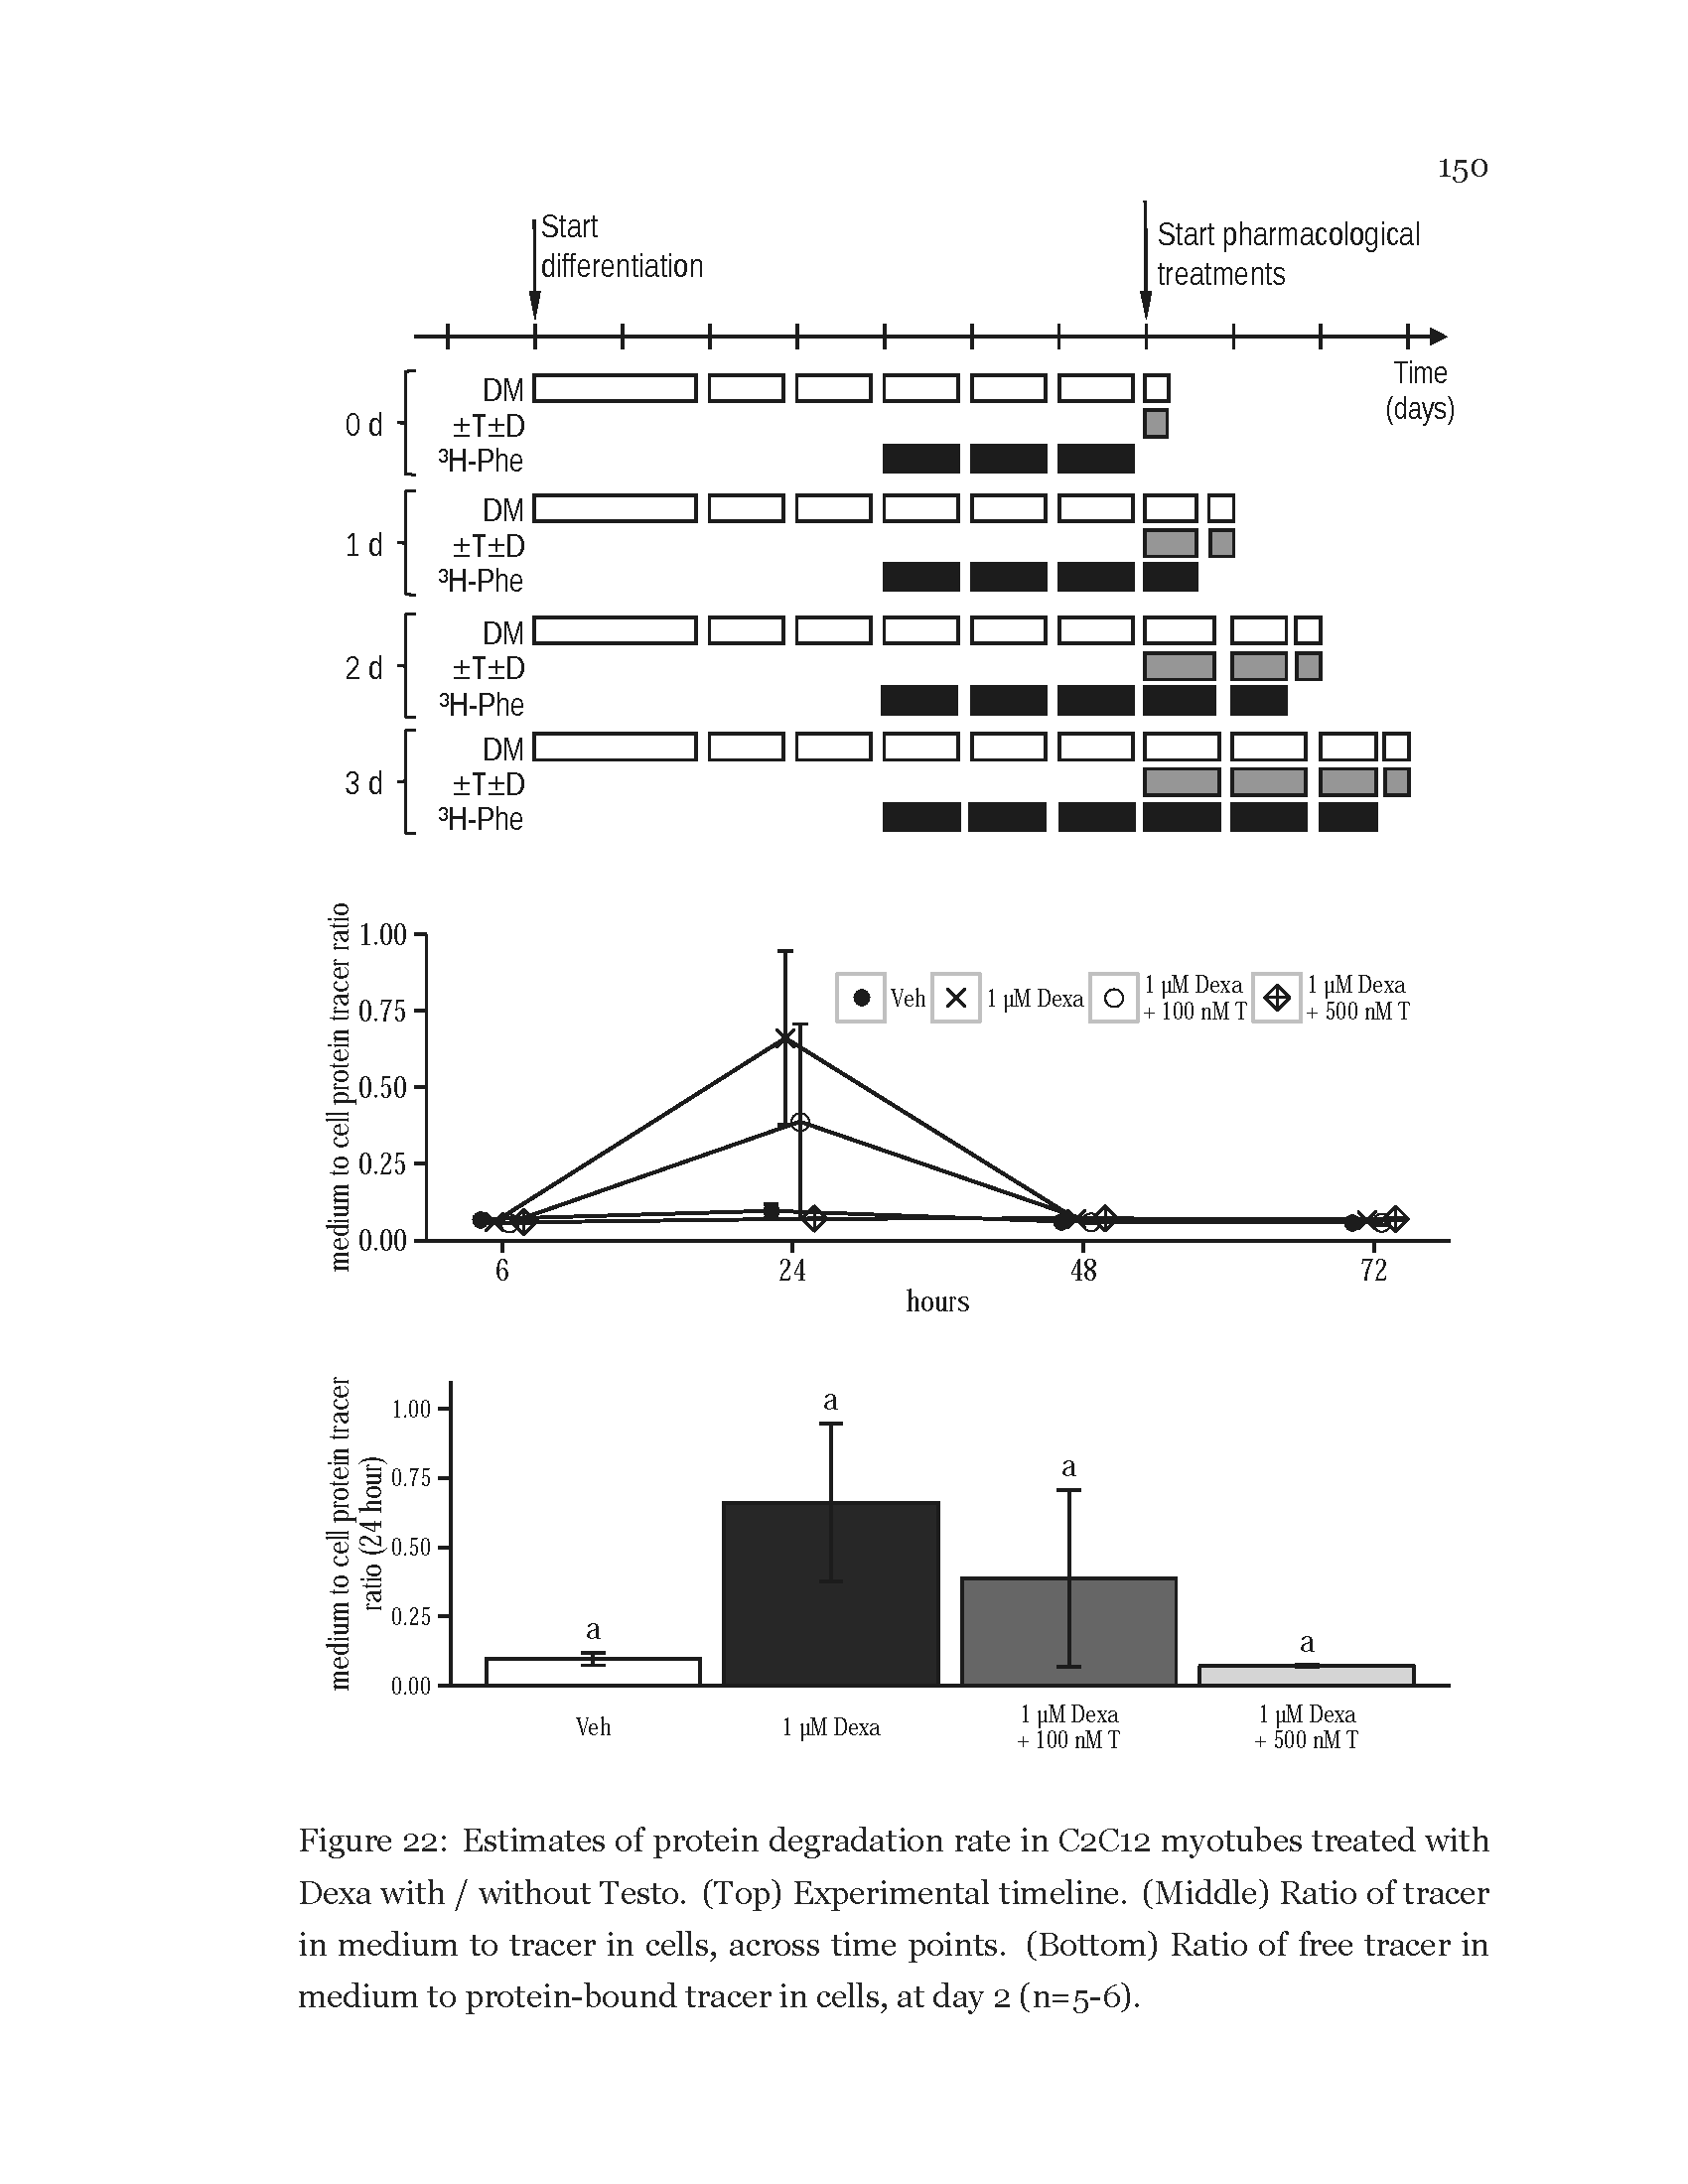 150
Start
differentiation
Start pharmacological
treatments
Time
(days)
0 d
DM
±T±D
³H-Phe
1 d
DM
±T±D
³H-Phe
2 d
DM
±T±D
³H-Phe
3 d
DM
±T±D
³H-Phe
medium to cell protein tracer ratio
1.00
0.75
0.50
0.25
0.00
Veh
1 µM Dexa
1 µM Dexa
+ 100 nM T
1 µM Dexa
+ 500 nM T
6
24
48
72
hours
medium to cell protein tracer
ratio (24 hour)
1.00
0.75
0.50
0.25
0.00
a
a
a
a
Veh
1 µM Dexa
1 µM Dexa
+ 100 nM T
1 µM Dexa
+ 500 nM T
Figure 22: Estimates of protein degradation rate in C2C12 myotubes treated with
Dexa with / without Testo. (Top) Experimental timeline. (Middle) Ratio of tracer
in medium to tracer in cells, across time points. (Bottom) Ratio of free tracer in
medium to protein-bound tracer in cells, at day 2 (n=5-6).